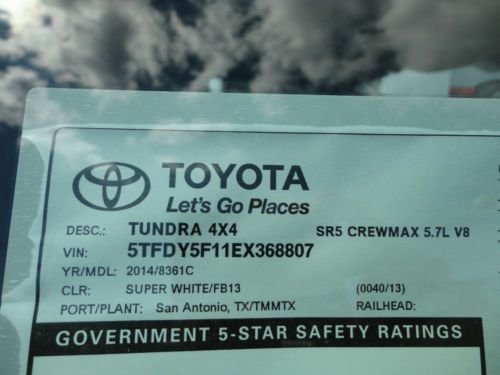 TOYOTA
Let's Go Places
DESC.: TUNDRA 4X4 SR5 CREWMAX 5.7L V8
VIN: 5TFDY5F11EX368807
YR/MDL: 2014/8361C
CLR: SUPER WHITE/FB13 (0040/13)
PORT/PLANT: San Antonio, TX/TMMTX RAILHEAD:
GOVERNMENT 5-STAR SAFETY RATINGS